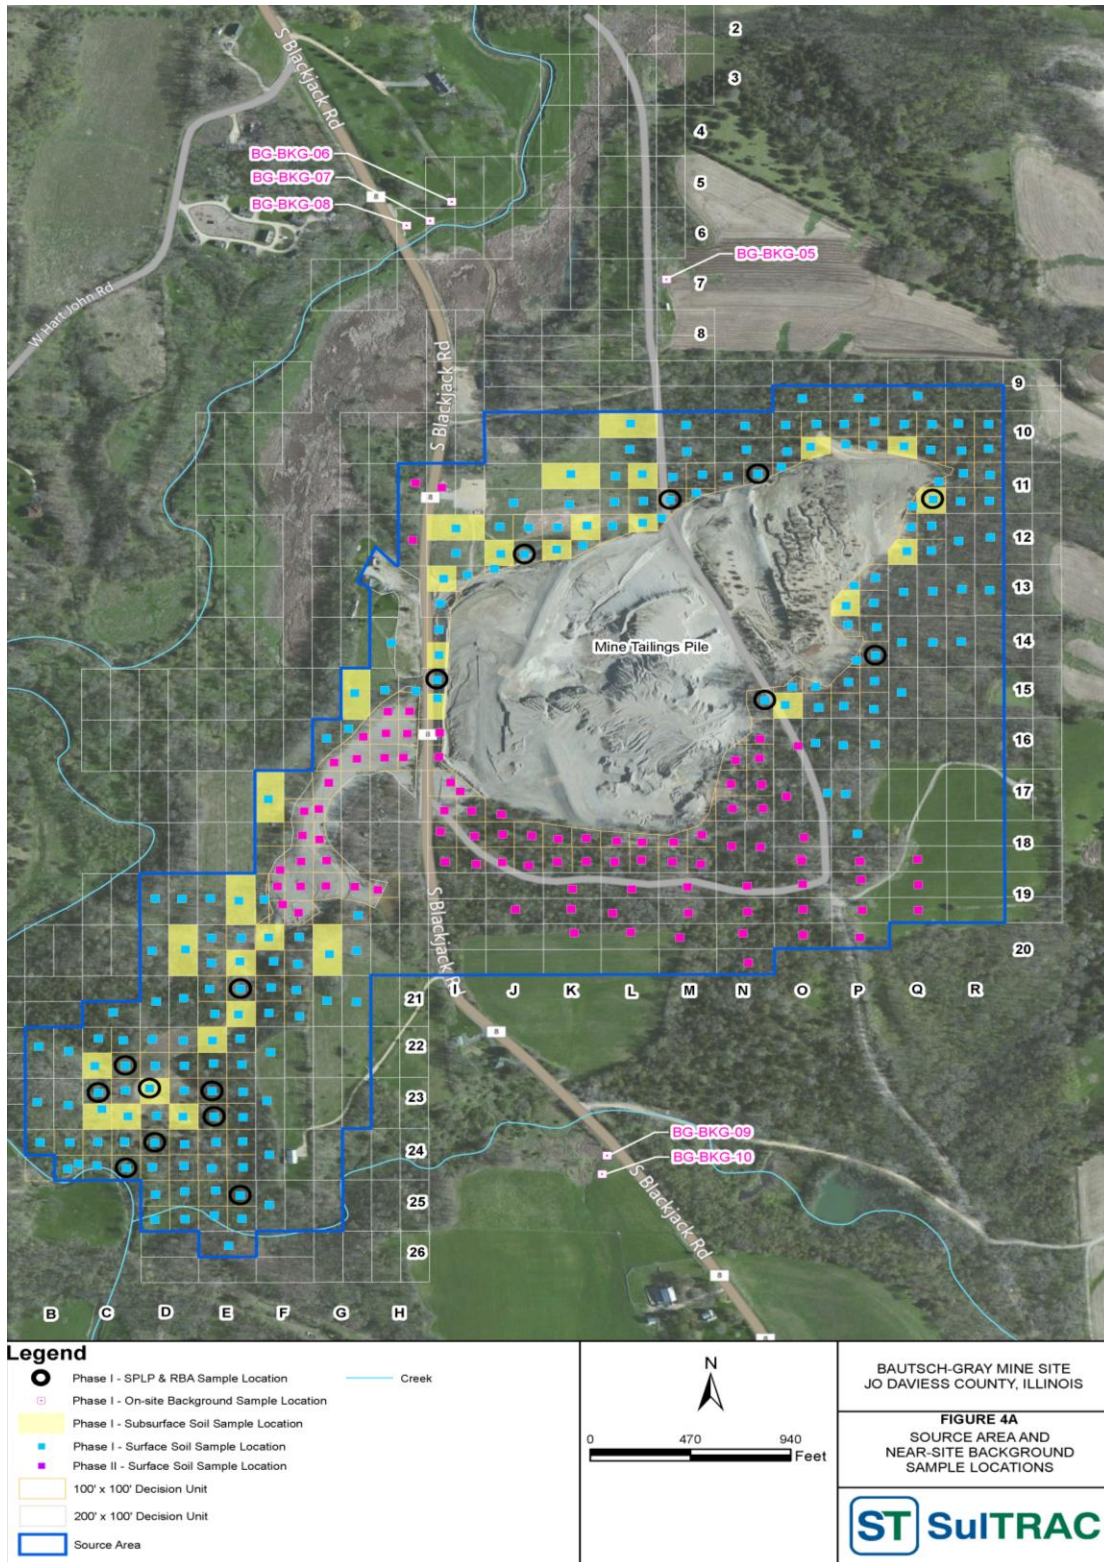 2
3
4
5
6
7
8
9
10
11
12
13
14
15
16
17
18
19
20
S Blackjack Rd
BG-BKG-06
BG-BKG-07
BG-BKG-08
8
BG-BKG-05
W Hart John Rd
S Blackjack Rd
8
Mine Tailings Pile
8
S Blackjack Rd
I J K L M N O P Q R
21
22
23
24
25
26
8
BG-BKG-09
BG-BKG-10
S Blackjack Rd
8
8
B C D E F G H
Legend
Phase I - SPLP & RBA Sample Location
Creek
Phase I - On-site Background Sample Location
Phase I - Subsurface Soil Sample Location
Phase I - Surface Soil Sample Location
Phase II - Surface Soil Sample Location
100' x 100' Decision Unit
200' x 100' Decision Unit
Source Area
N
0 470 940
Feet
BAUTSCH-GRAY MINE SITE
JO DAVIESS COUNTY, ILLINOIS
FIGURE 4A
SOURCE AREA AND
NEAR-SITE BACKGROUND
SAMPLE LOCATIONS
ST SulTRAC